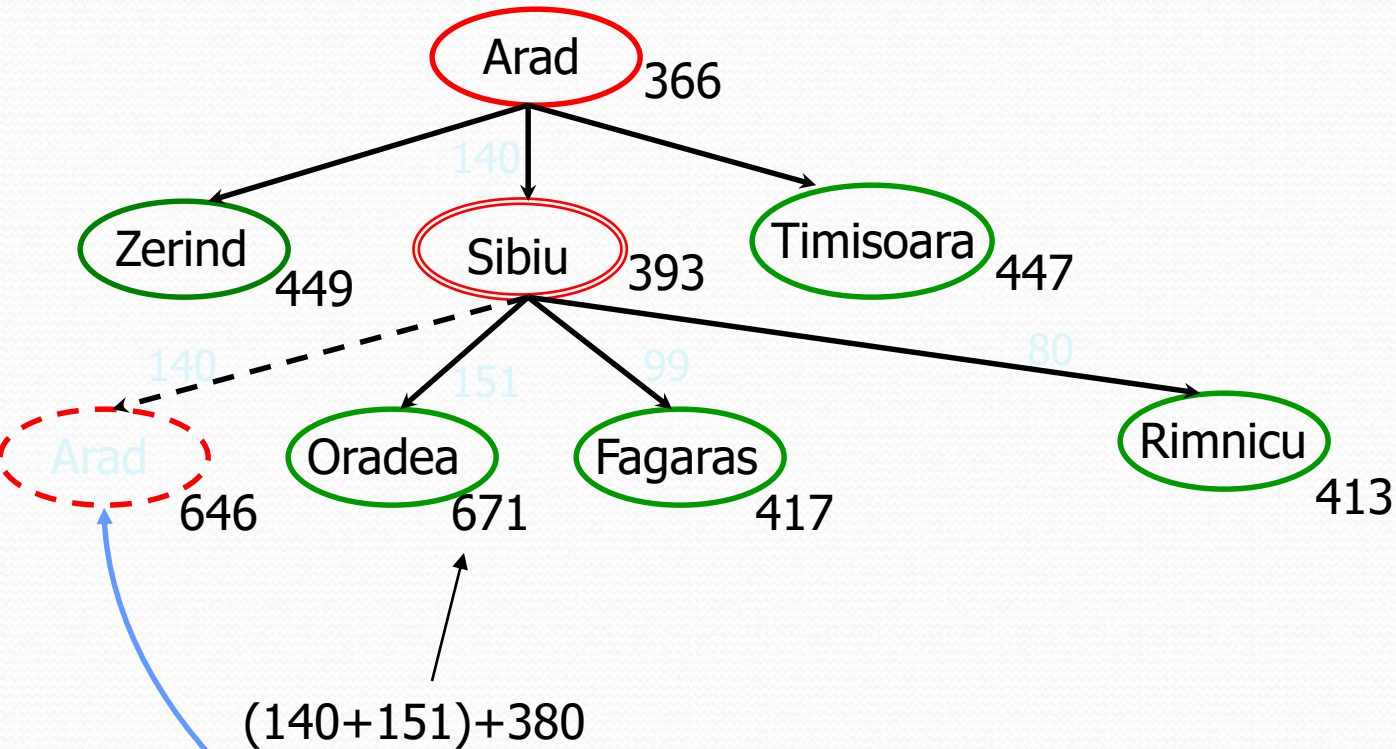 Arad
366
140
Zerind
449
Sibiu
393
Timisoara
447
140
151
99
80
Arad
646
Oradea
671
Fagaras
417
Rimnicu
413
(140+151)+380